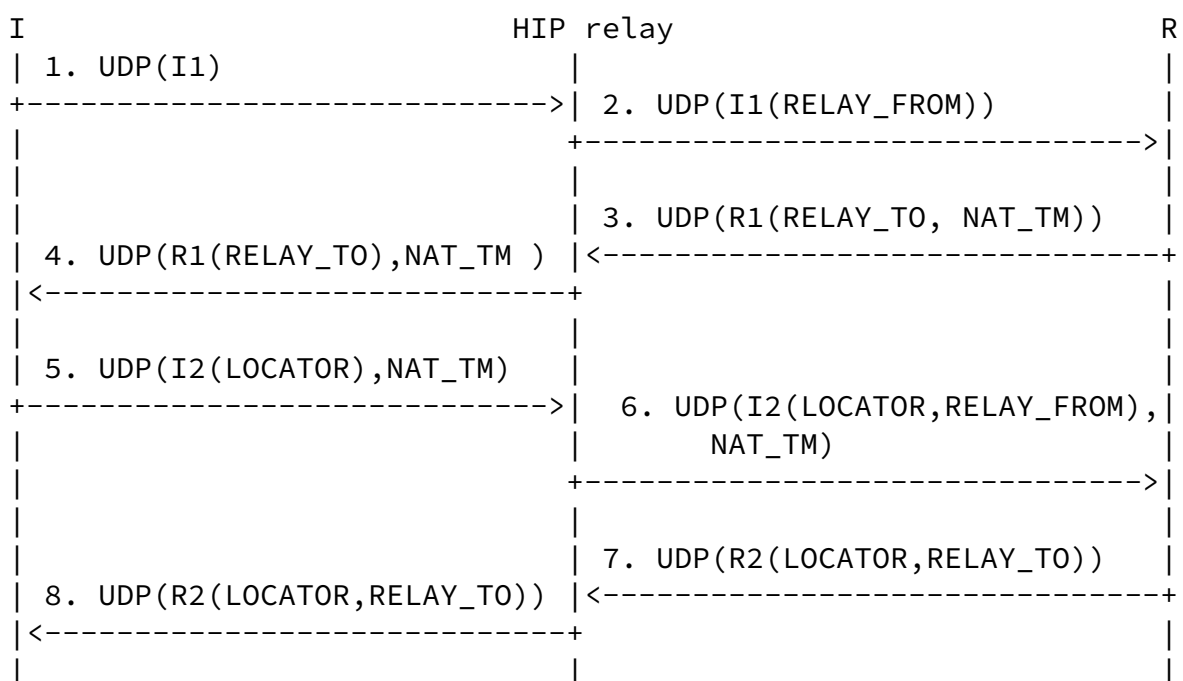 I HIP relay R
1. UDP(I1)
2. UDP(I1(RELAY_FROM))
3. UDP(R1(RELAY_TO, NAT_TM))
4. UDP(R1(RELAY_TO),NAT_TM )
5. UDP(I2(LOCATOR),NAT_TM)
6. UDP(I2(LOCATOR,RELAY_FROM),
NAT_TM)
7. UDP(R2(LOCATOR,RELAY_TO))
8. UDP(R2(LOCATOR,RELAY_TO))